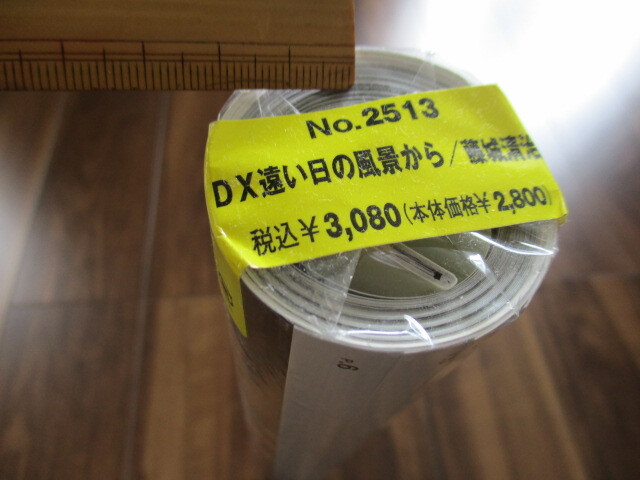 No.2513
DX遠い日の風景から/藤城清治
税込¥3,080(本体価格¥2,800)
P.6